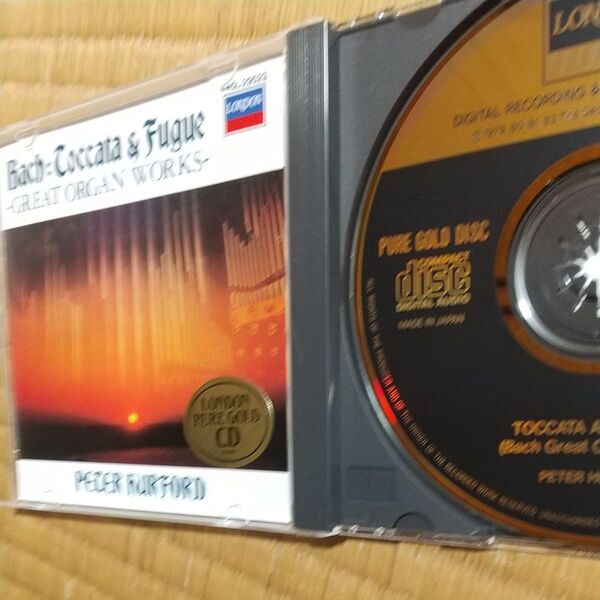 LONDON
Bach=Toccata & Fugue
-GREAT ORGAN WORKS-
LONDON
PURE GOLD
CD
PETER HURFORD
LONDON
DIGITAL RECORDING &
PURE GOLD DISC
COMPACT
disc
DIGITAL AUDIO
MADE IN JAPAN
TOCCATA A
(Bach Great O
PETER H